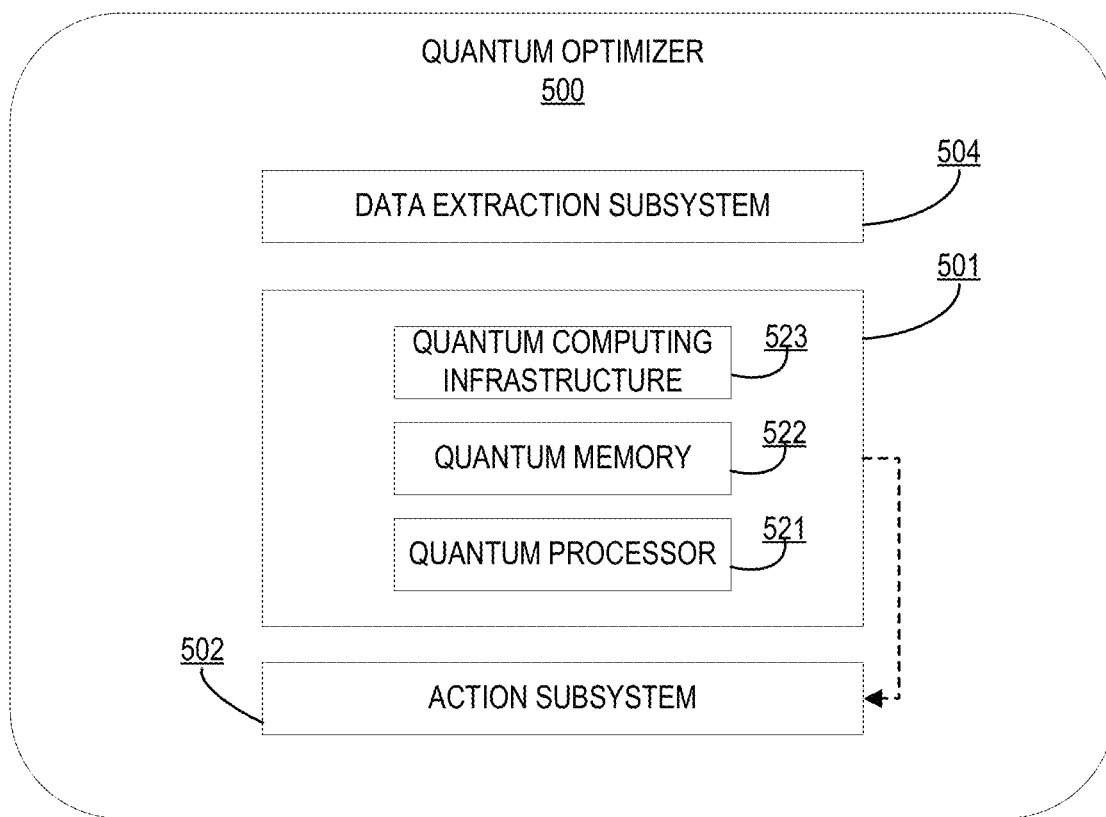 QUANTUM OPTIMIZER
500
504
DATA EXTRACTION SUBSYSTEM
501
QUANTUM COMPUTING
INFRASTRUCTURE
523
QUANTUM MEMORY
522
QUANTUM PROCESSOR
521
502
ACTION SUBSYSTEM